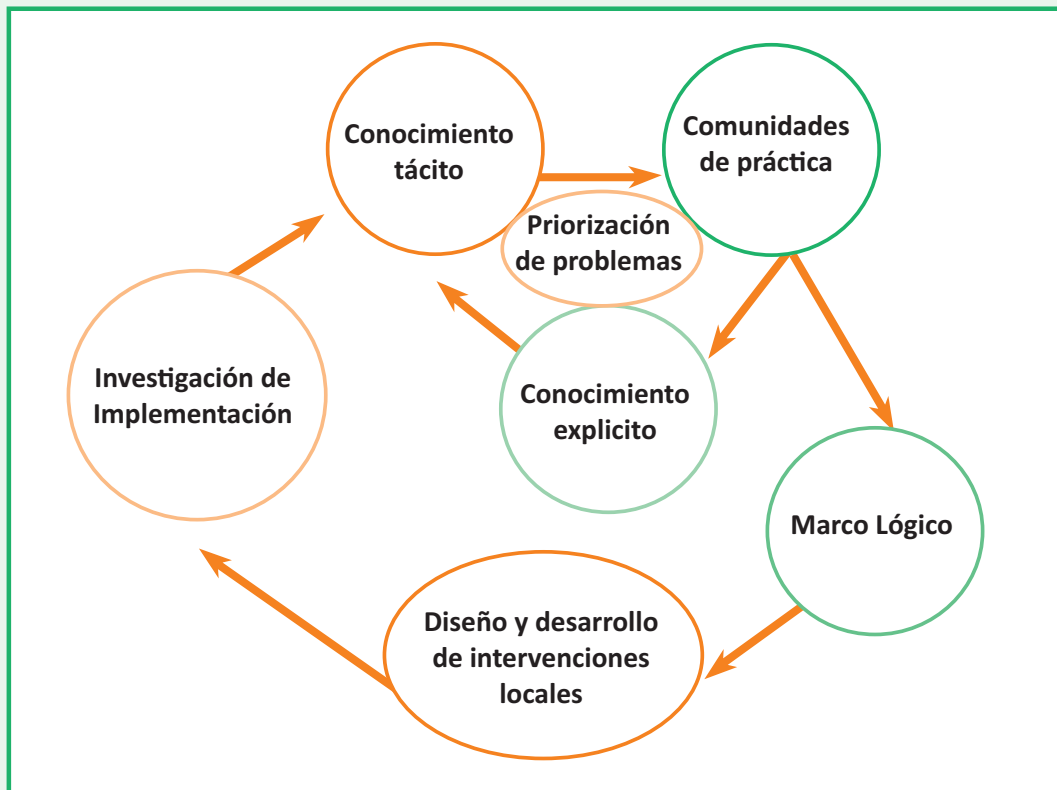 Conocimiento
tácito
Comunidades
de práctica
Priorización
de problemas
Investigación de
Implementación
Conocimiento
explicito
Marco Lógico
Diseño y desarrollo
de intervenciones
locales